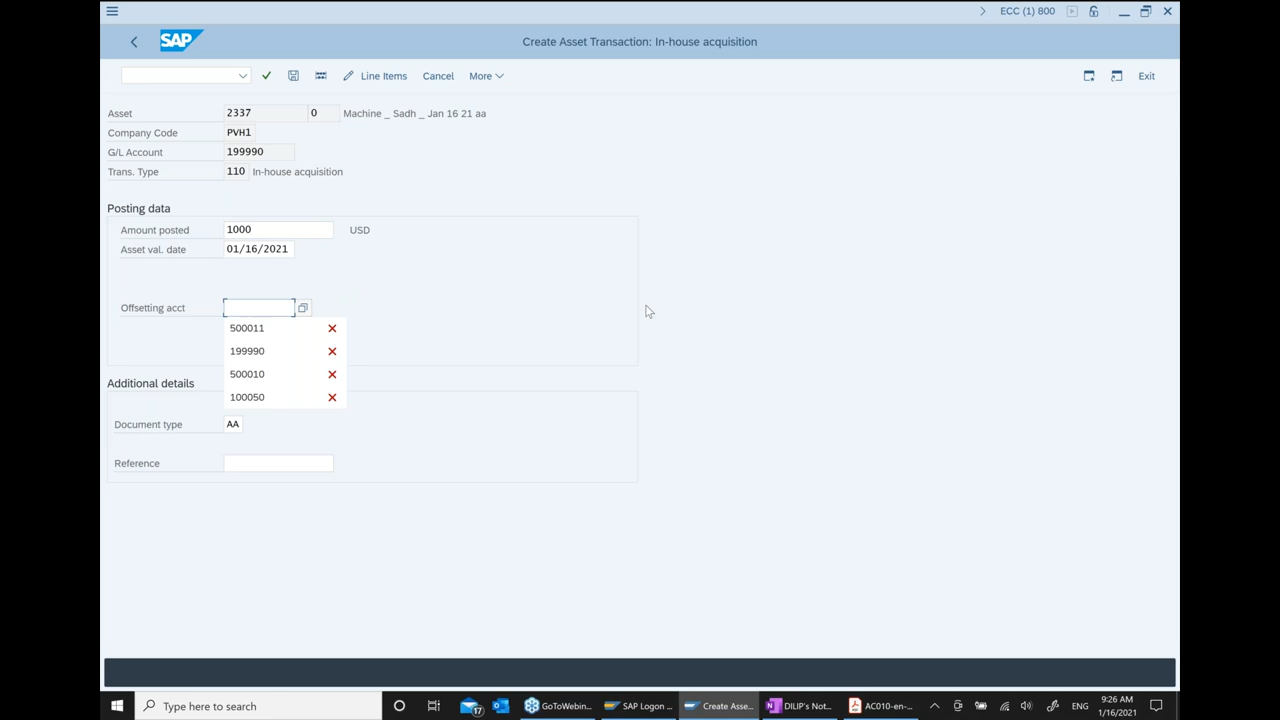 ECC (1) 800
SAP
Create Asset Transaction: In-house acquisition
Line Items Cancel More Exit
Asset 2337 0 Machine _ Sadh _ Jan 16 21 aa
Company Code PVH1
G/L Account 199990
Trans. Type 110 In-house acquisition
Posting data
Amount posted 1000 USD
Asset val. date 01/16/2021
Offsetting acct
500011
199990
500010
100050
Additional details
Document type AA
Reference
Type here to search 17 GoToWebin... SAP Logon ... Create Asse... DILIP's Not... AC010-en-... ENG 9:26 AM
1/16/2021